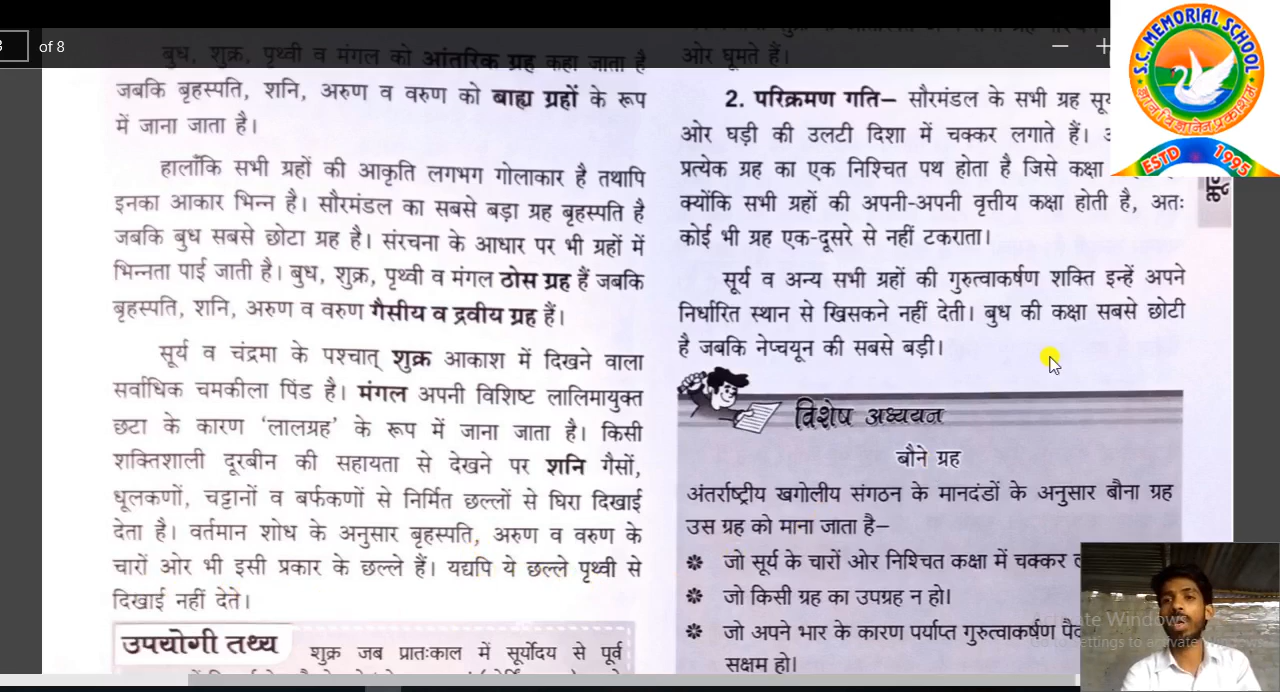 of 8
बुध, शुक्र, पृथ्वी व मंगल को आंतरिक ग्रह कहा जाता है
जबकि बृहस्पति, शनि, अरुण व वरुण को बाह्य ग्रहों के रूप
में जाना जाता है।
हालाँकि सभी ग्रहों की आकृति लगभग गोलाकार है तथापि
इनका आकार भिन्न है। सौरमंडल का सबसे बड़ा ग्रह बृहस्पति है
जबकि बुध सबसे छोटा ग्रह है। संरचना के आधार पर भी ग्रहों में
भिन्नता पाई जाती है। बुध, शुक्र, पृथ्वी व मंगल ठोस ग्रह हैं जबकि
बृहस्पति, शनि, अरुण व वरुण गैसीय व द्रवीय ग्रह हैं।
सूर्य व चंद्रमा के पश्चात् शुक्र आकाश में दिखने वाला
सर्वाधिक चमकीला पिंड है। मंगल अपनी विशिष्ट लालिमायुक्त
छटा के कारण ‘लालग्रह’ के रूप में जाना जाता है। किसी
शक्तिशाली दूरबीन की सहायता से देखने पर शनि गैसों,
धूलकणों, चट्टानों व बर्फकणों से निर्मित छल्लों से घिरा दिखाई
देता है। वर्तमान शोध के अनुसार बृहस्पति, अरुण व वरुण के
चारों ओर भी इसी प्रकार के छल्ले हैं। यद्यपि ये छल्ले पृथ्वी से
दिखाई नहीं देते।
उपयोगी तथ्य
शुक्र जब प्रातःकाल में सूर्योदय से पूर्व
ओर घूमते हैं।
2. परिक्रमण गति– सौरमंडल के सभी ग्रह
ओर घड़ी की उलटी दिशा में चक्कर लगाते हैं।
प्रत्येक ग्रह का एक निश्चित पथ होता है जिसे कक्षा
क्योंकि सभी ग्रहों की अपनी-अपनी वृत्तीय कक्षा होती है, अतः
कोई भी ग्रह एक-दूसरे से नहीं टकराता।
सूर्य व अन्य सभी ग्रहों की गुरुत्वाकर्षण शक्ति इन्हें अपने
निर्धारित स्थान से खिसकने नहीं देती। बुध की कक्षा सबसे छोटी
है जबकि नेप्चयून की सबसे बड़ी।
विशेष अध्ययन
बौने ग्रह
अंतर्राष्ट्रीय खगोलीय संगठन के मानदंडों के अनुसार बौना ग्रह
उस ग्रह को माना जाता है–
जो सूर्य के चारों ओर निश्चित कक्षा में चक्कर
जो किसी ग्रह का उपग्रह न हो।
जो अपने भार के कारण पर्याप्त गुरुत्वाकर्षण
सक्षम हो।
S.C. MEMORIAL SCHOOL
ESTD 1995